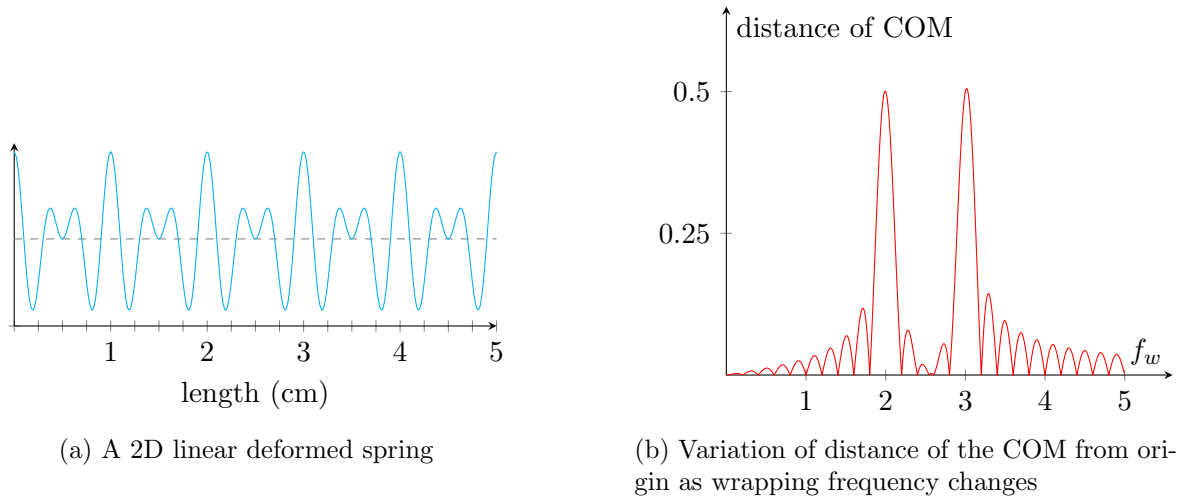 1
2
3
4
5
length (cm)
(a) A 2D linear deformed spring
distance of COM
0.5
0.25
f_w
1
2
3
4
5
(b) Variation of distance of the COM from ori-
gin as wrapping frequency changes